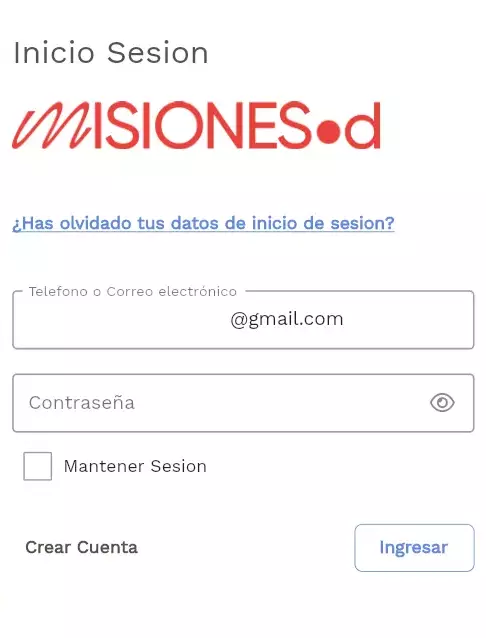 Inicio Sesion
MISIONES●d
¿Has olvidado tus datos de inicio de sesion?
Telefono o Correo electrónico
@gmail.com
Contraseña
Mantener Sesion
Crear Cuenta
Ingresar